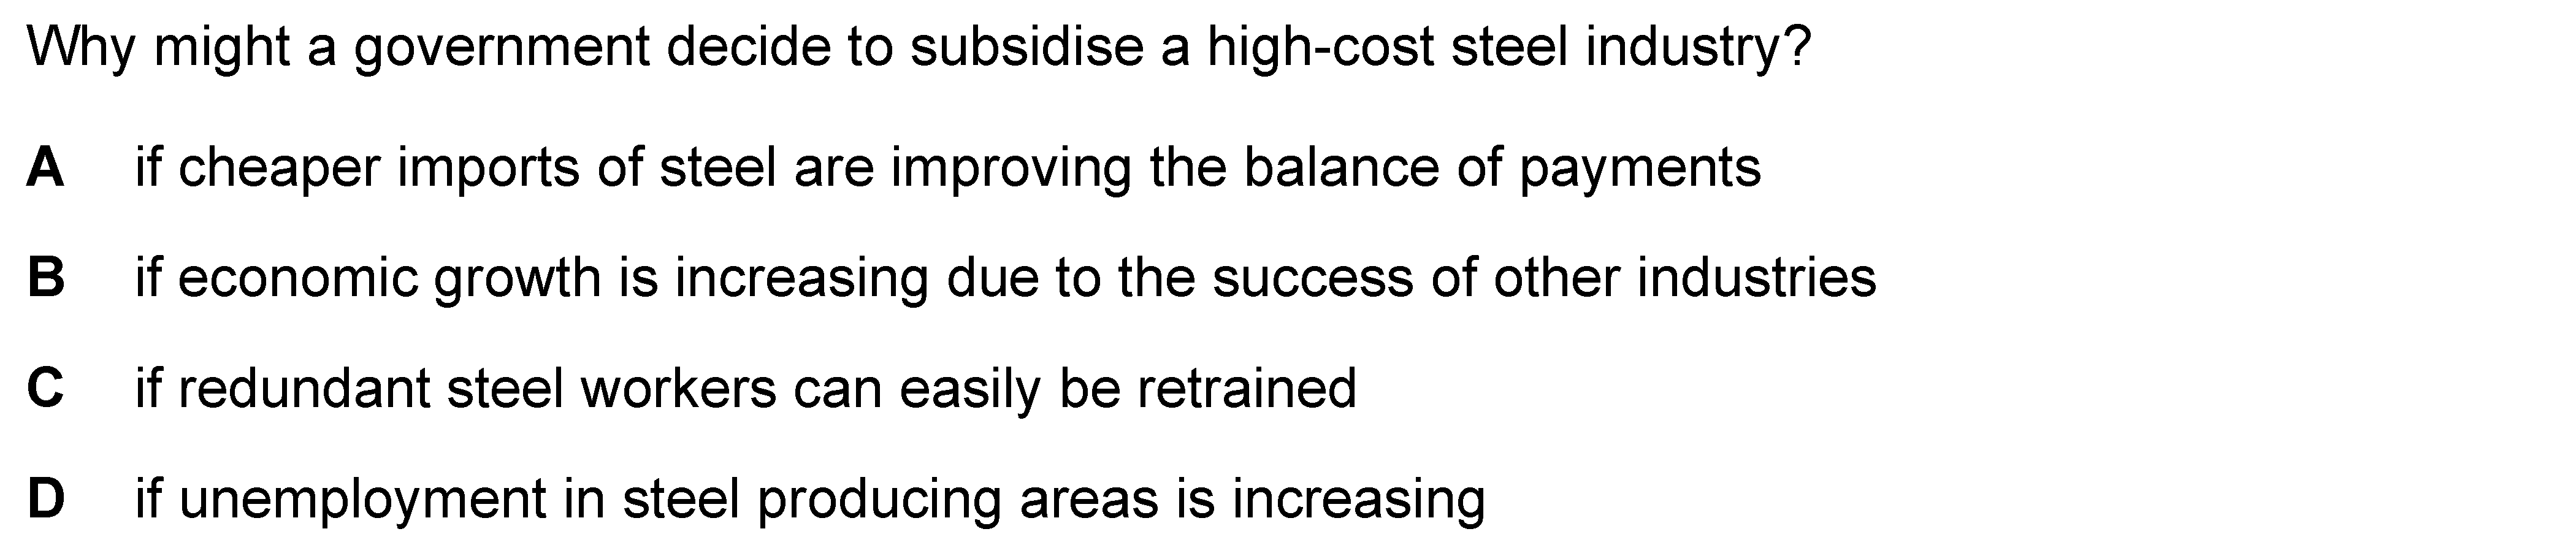 Why might a government decide to subsidise a high-cost steel industry?
A if cheaper imports of steel are improving the balance of payments
B if economic growth is increasing due to the success of other industries
C if redundant steel workers can easily be retrained
D if unemployment in steel producing areas is increasing